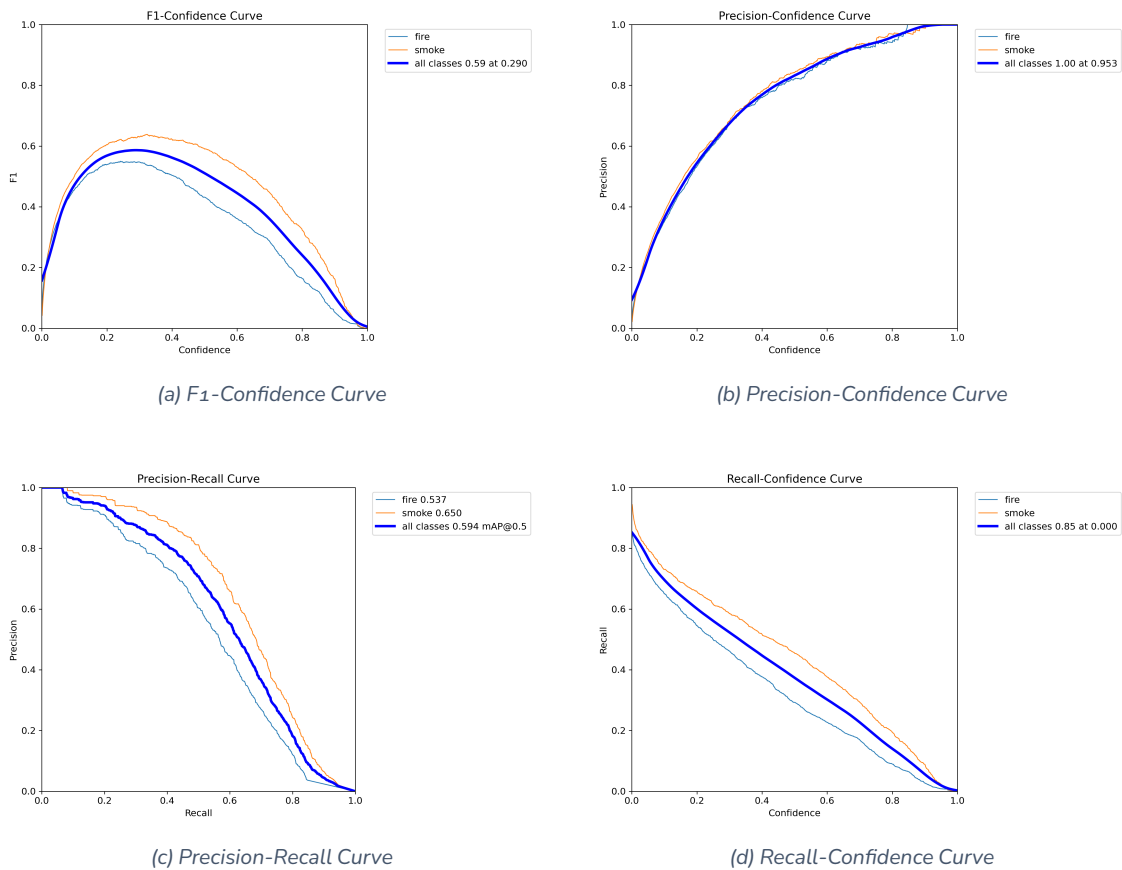 F1-Confidence Curve
1.0
0.8
0.6
0.4
0.2
0.0
F1
0.0 0.2 0.4 0.6 0.8 1.0
Confidence
fire
smoke
all classes 0.59 at 0.290
(a) F1-Confidence Curve
Precision-Confidence Curve
1.0
0.8
0.6
0.4
0.2
0.0
Precision
0.0 0.2 0.4 0.6 0.8 1.0
Confidence
fire
smoke
all classes 1.00 at 0.953
(b) Precision-Confidence Curve
Precision-Recall Curve
1.0
0.8
0.6
0.4
0.2
0.0
Precision
0.0 0.2 0.4 0.6 0.8 1.0
Recall
fire 0.537
smoke 0.650
all classes 0.594 mAP@0.5
(c) Precision-Recall Curve
Recall-Confidence Curve
1.0
0.8
0.6
0.4
0.2
0.0
Recall
0.0 0.2 0.4 0.6 0.8 1.0
Confidence
fire
smoke
all classes 0.85 at 0.000
(d) Recall-Confidence Curve